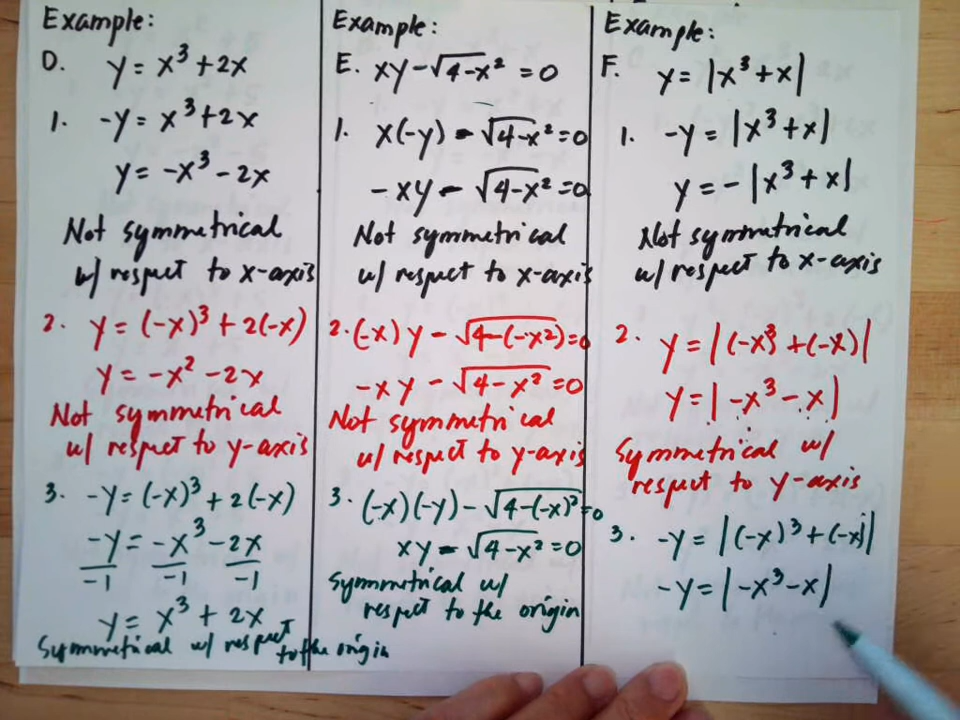 Example:
D. y = x³ + 2x
1. -y = x³ + 2x
y = -x³ - 2x
Not symmetrical
w/ respect to x-axis
2. y = (-x)³ + 2(-x)
y = -x² - 2x
Not symmetrical
w/ respect to y-axis
3. -y = (-x)³ + 2(-x)
-y/-1 = -x³/-1 -2x/-1
y = x³ + 2x
Symmetrical w/ respect
to the origin
Example:
E. xy - √(4-x²) = 0
1. x(-y) - √(4-x²) = 0
-xy - √(4-x²) = 0
Not symmetrical
w/ respect to x-axis
2. (-x)y - √(4-(-x²)) = 0
-xy - √(4-x²) = 0
Not symmetrical
w/ respect to y-axis
3. (-x)(-y) - √(4-(-x)²) = 0
xy - √(4-x²) = 0
Symmetrical w/
respect to the origin
Example:
F. y = |x³ + x|
1. -y = |x³ + x|
y = -|x³ + x|
Not symmetrical
w/ respect to x-axis
2. y = |(-x)³ + (-x)|
y = |-x³ - x|
Symmetrical w/
respect to y-axis
3. -y = |(-x)³ + (-x)|
-y = |-x³ - x|